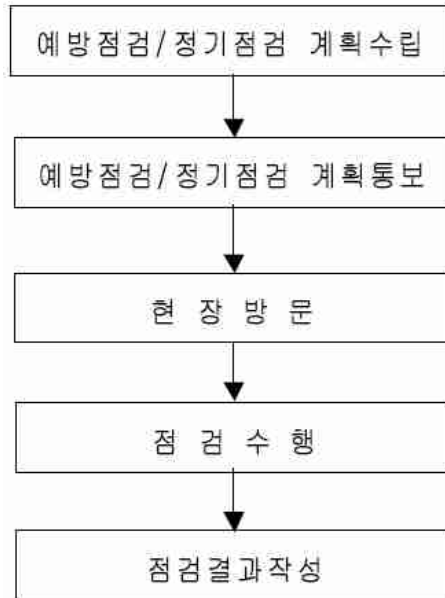 예방점검/정기점검 계획수립
예방점검/정기점검 계획통보
현 장 방 문
점 검 수 행
점검결과작성